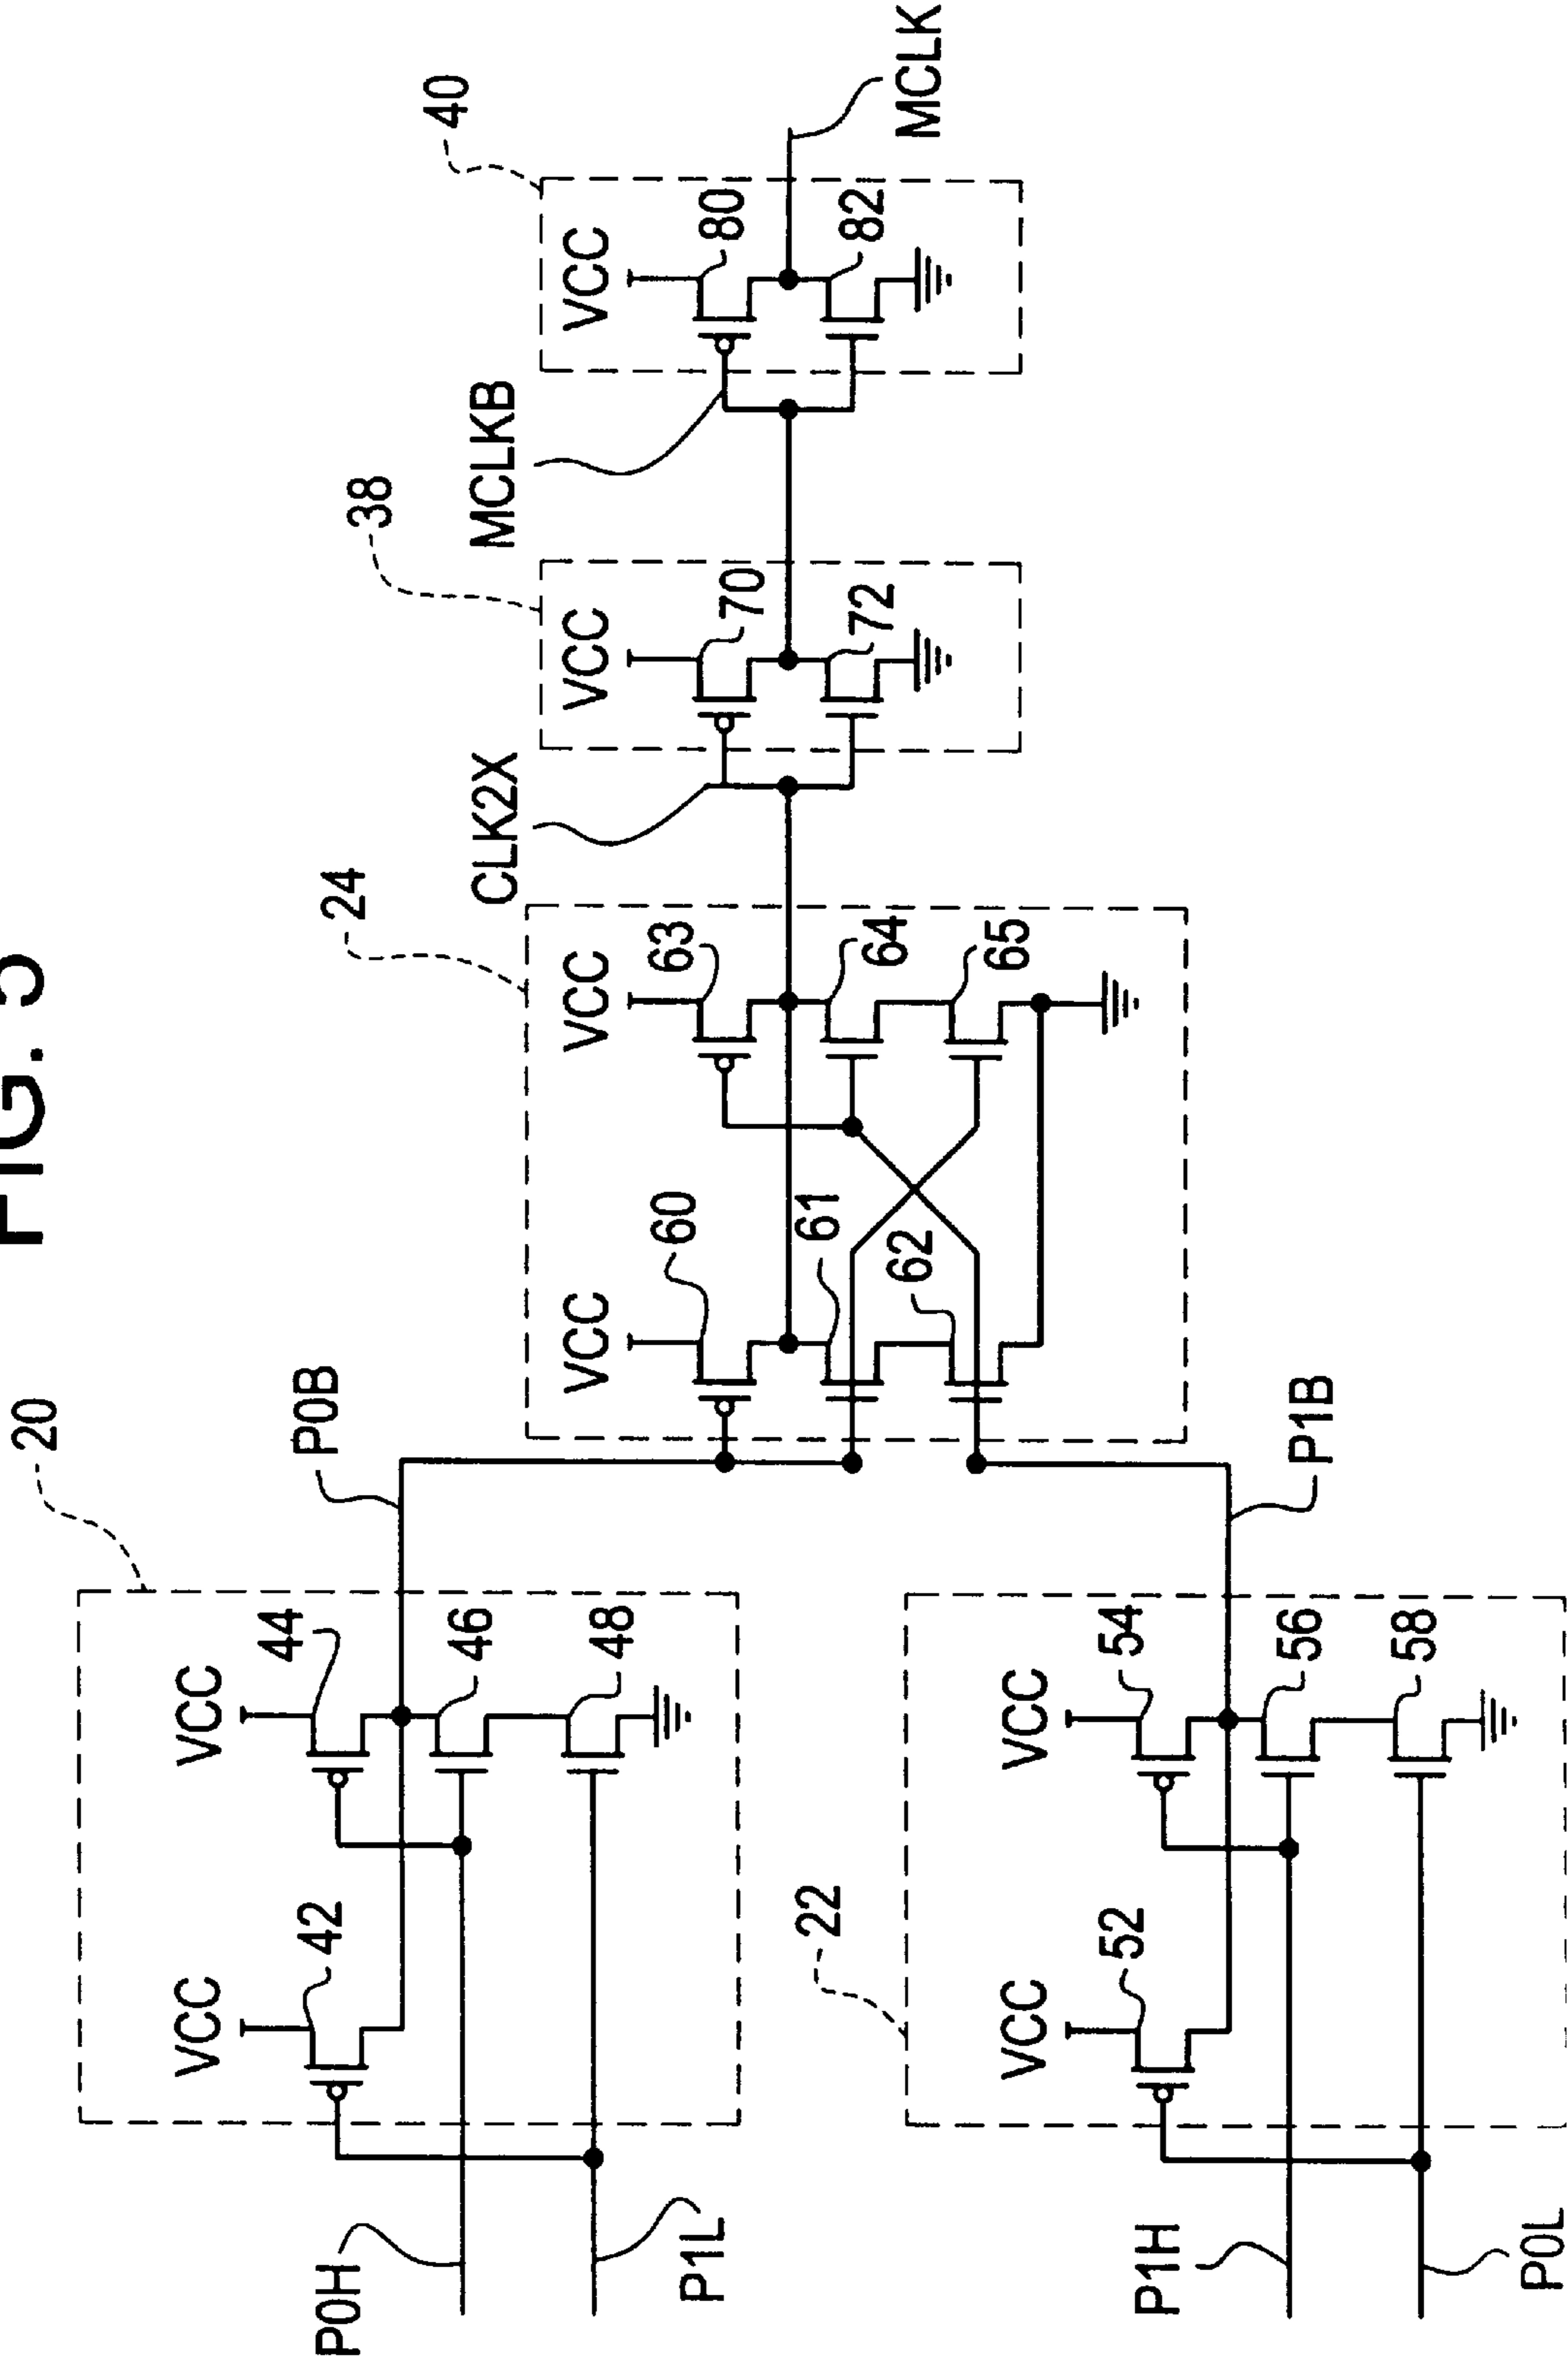 FIG. 5
20
VCC
VCC
42
44
46
48
P0H
P1L
P0B
22
VCC
VCC
52
54
56
58
P1H
P0L
P1B
24
VCC
VCC
60
61
62
63
64
65
CLK2X
38
VCC
70
72
MCLKB
40
VCC
80
82
MCLK